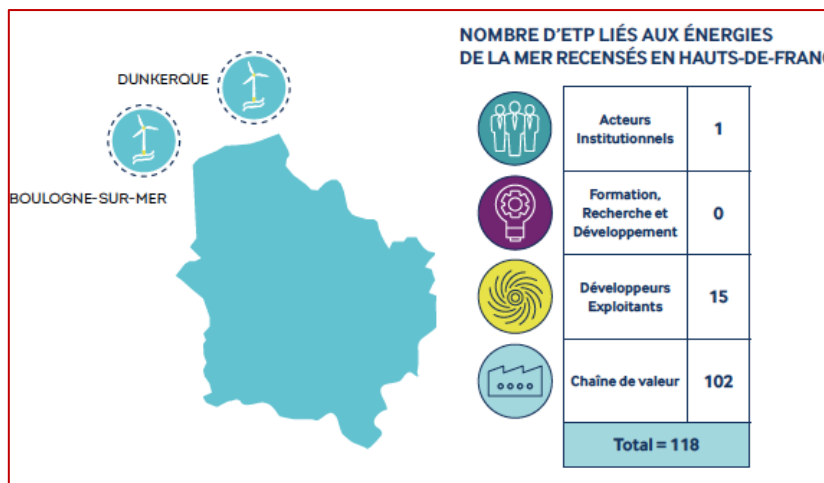 NOMBRE D'ETP LIÉS AUX ÉNERGIES
DE LA MER RECENSÉS EN HAUTS-DE-FRANC
DUNKERQUE
BOULOGNE-SUR-MER
Acteurs
Institutionnels
1
Formation,
Recherche et
Développement
0
Développeurs
Exploitants
15
Chaîne de valeur
102
Total = 118